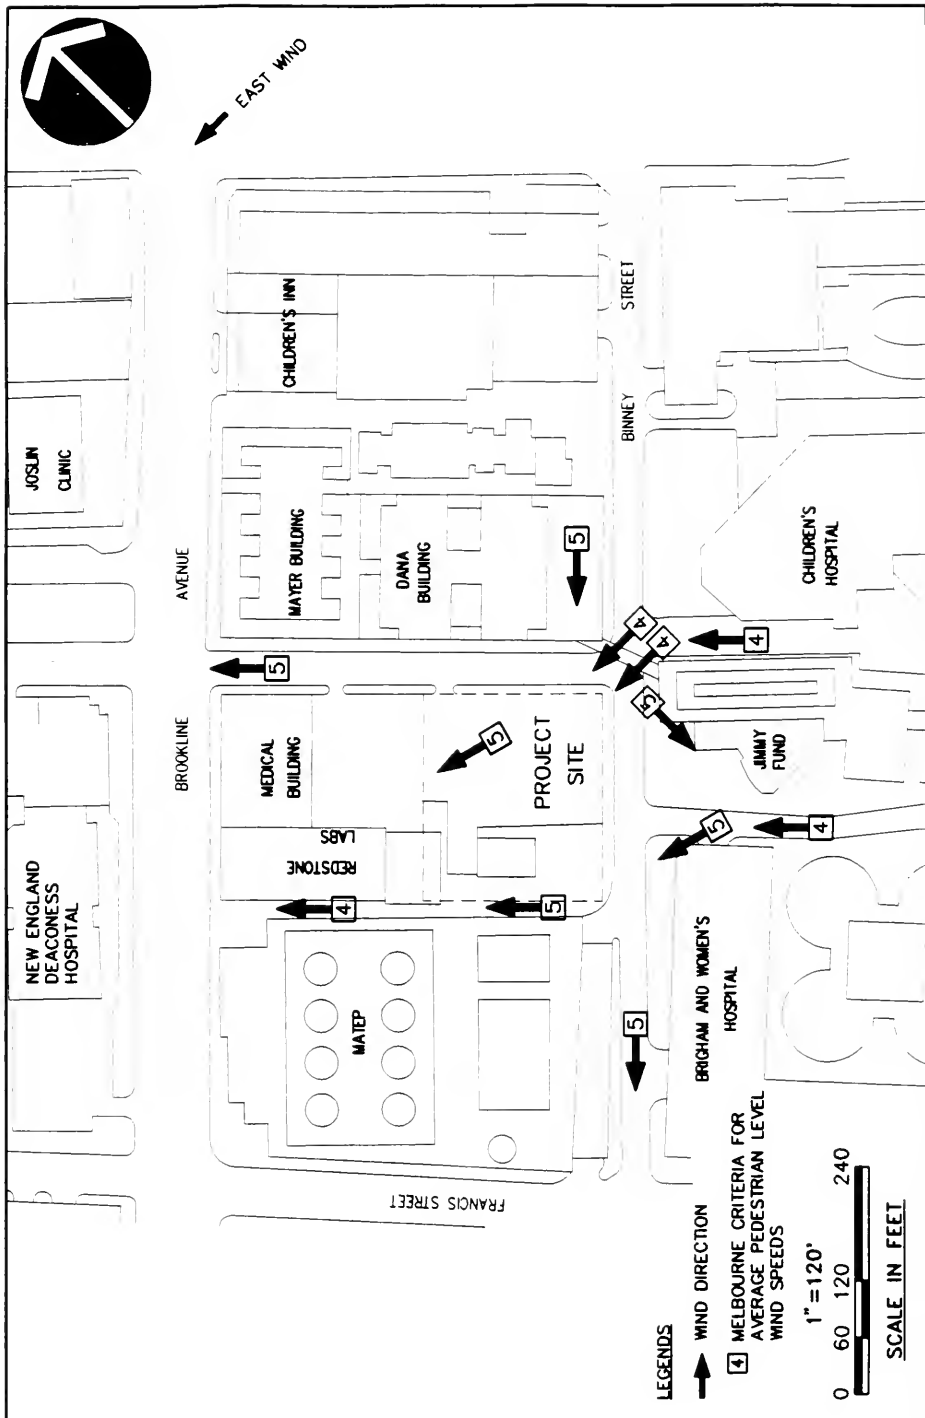 EAST WIND
JOSLIN
CLINIC
CHILDREN'S INN
STREET
BINNEY
AVENUE
MAYER BUILDING
DANA
BUILDING
5
CHILDREN'S
HOSPITAL
4
4
4
5
BROOKLINE
MEDICAL
BUILDING
5
PROJECT
SITE
5
JIMMY
FUND
REDSTONE
LABS
NEW ENGLAND
DEACONESS
HOSPITAL
4
5
5
4
MATEP
5
BRIGHAM AND WOMEN'S
HOSPITAL
FRANCIS STREET
LEGENDS
WIND DIRECTION
4 MELBOURNE CRITERIA FOR
AVERAGE PEDESTRIAN LEVEL
WIND SPEEDS
1"=120'
0 60 120 240
SCALE IN FEET